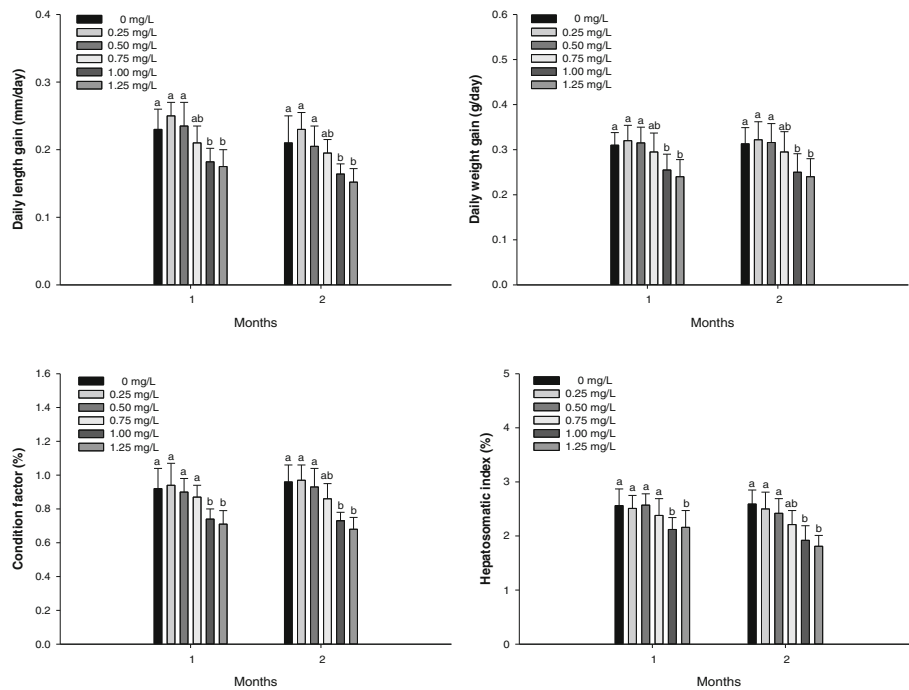 Daily length gain (mm/day)
0.4
0.3
0.2
0.1
0.0
0 mg/L
0.25 mg/L
0.50 mg/L
0.75 mg/L
1.00 mg/L
1.25 mg/L
a a a ab b b
a a a ab b b
1 2
Months
Daily weight gain (g/day)
0.6
0.5
0.4
0.3
0.2
0.1
0.0
0 mg/L
0.25 mg/L
0.50 mg/L
0.75 mg/L
1.00 mg/L
1.25 mg/L
a a a ab b b
a a a ab b b
1 2
Months
Condition factor (%)
1.6
1.4
1.2
1.0
0.8
0.6
0.4
0.2
0.0
0 mg/L
0.25 mg/L
0.50 mg/L
0.75 mg/L
1.00 mg/L
1.25 mg/L
a a a a b b
a a a ab b b
1 2
Months
Hepatosomatic index (%)
5
4
3
2
1
0
0 mg/L
0.25 mg/L
0.50 mg/L
0.75 mg/L
1.00 mg/L
1.25 mg/L
a a a a b b
a a a ab b b
1 2
Months